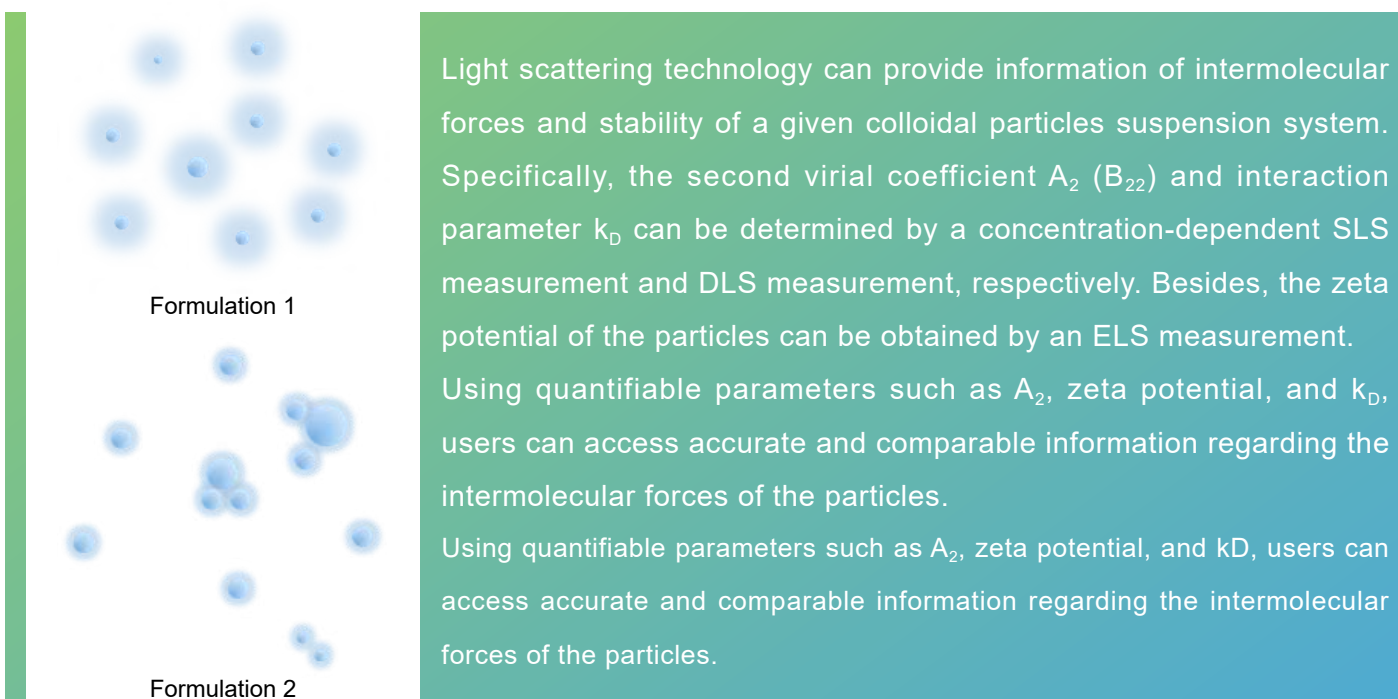 Formulation 1
Formulation 2
Light scattering technology can provide information of intermolecular
forces and stability of a given colloidal particles suspension system.
Specifically, the second virial coefficient A₂ (B₂₂) and interaction
parameter k_D can be determined by a concentration-dependent SLS
measurement and DLS measurement, respectively. Besides, the zeta
potential of the particles can be obtained by an ELS measurement.
Using quantifiable parameters such as A₂, zeta potential, and k_D,
users can access accurate and comparable information regarding the
intermolecular forces of the particles.
Using quantifiable parameters such as A₂, zeta potential, and kD, users can
access accurate and comparable information regarding the intermolecular
forces of the particles.